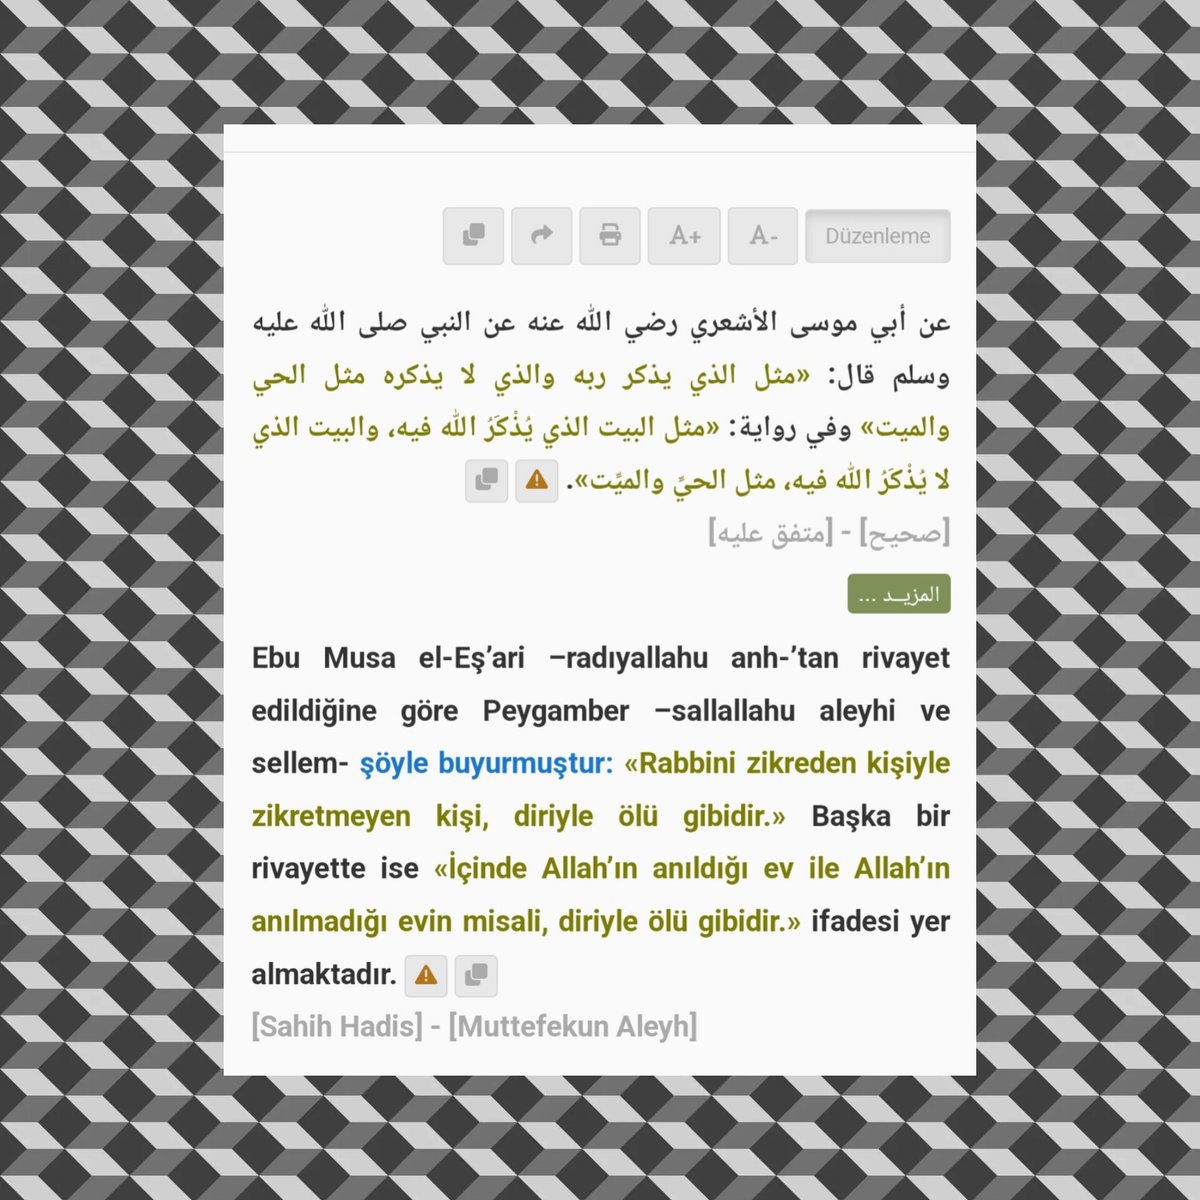 A+ A- Düzenleme
عن أبي موسى الأشعري رضي الله عنه عن النبي صلى الله عليه
وسلم قال: «مثل الذي يذكر ربه والذي لا يذكره مثل الحي
والميت» وفي رواية: «مثل البيت الذي يُذْكَرُ الله فيه، والبيت الذي
لا يُذْكَرُ الله فيه، مثل الحيِّ والميِّت».
[صحيح] - [متفق عليه]
المزيــد ...
Ebu Musa el-Eş’ari –radıyallahu anh-’tan rivayet
edildiğine göre Peygamber –sallallahu aleyhi ve
sellem- şöyle buyurmuştur: «Rabbini zikreden kişiyle
zikretmeyen kişi, diriyle ölü gibidir.» Başka bir
rivayette ise «İçinde Allah’ın anıldığı ev ile Allah’ın
anılmadığı evin misali, diriyle ölü gibidir.» ifadesi yer
almaktadır.
[Sahih Hadis] - [Muttefekun Aleyh]